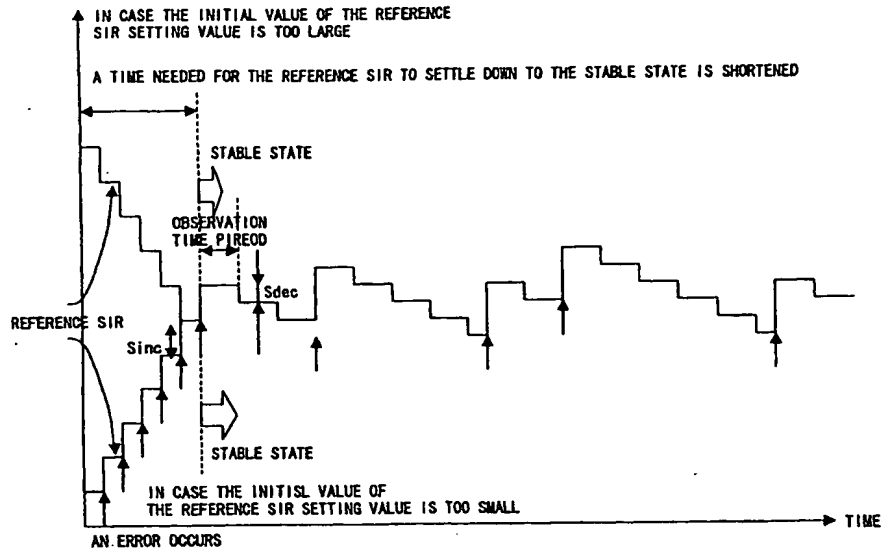 IN CASE THE INITIAL VALUE OF THE REFERENCE
SIR SETTING VALUE IS TOO LARGE
A TIME NEEDED FOR THE REFERENCE SIR TO SETTLE DOWN TO THE STABLE STATE IS SHORTENED
STABLE STATE
OBSERVATION
TIME PIREOD
Sdec
REFERENCE SIR
Sinc
STABLE STATE
IN CASE THE INITISL VALUE OF
THE REFERENCE SIR SETTING VALUE IS TOO SMALL
TIME
AN ERROR OCCURS